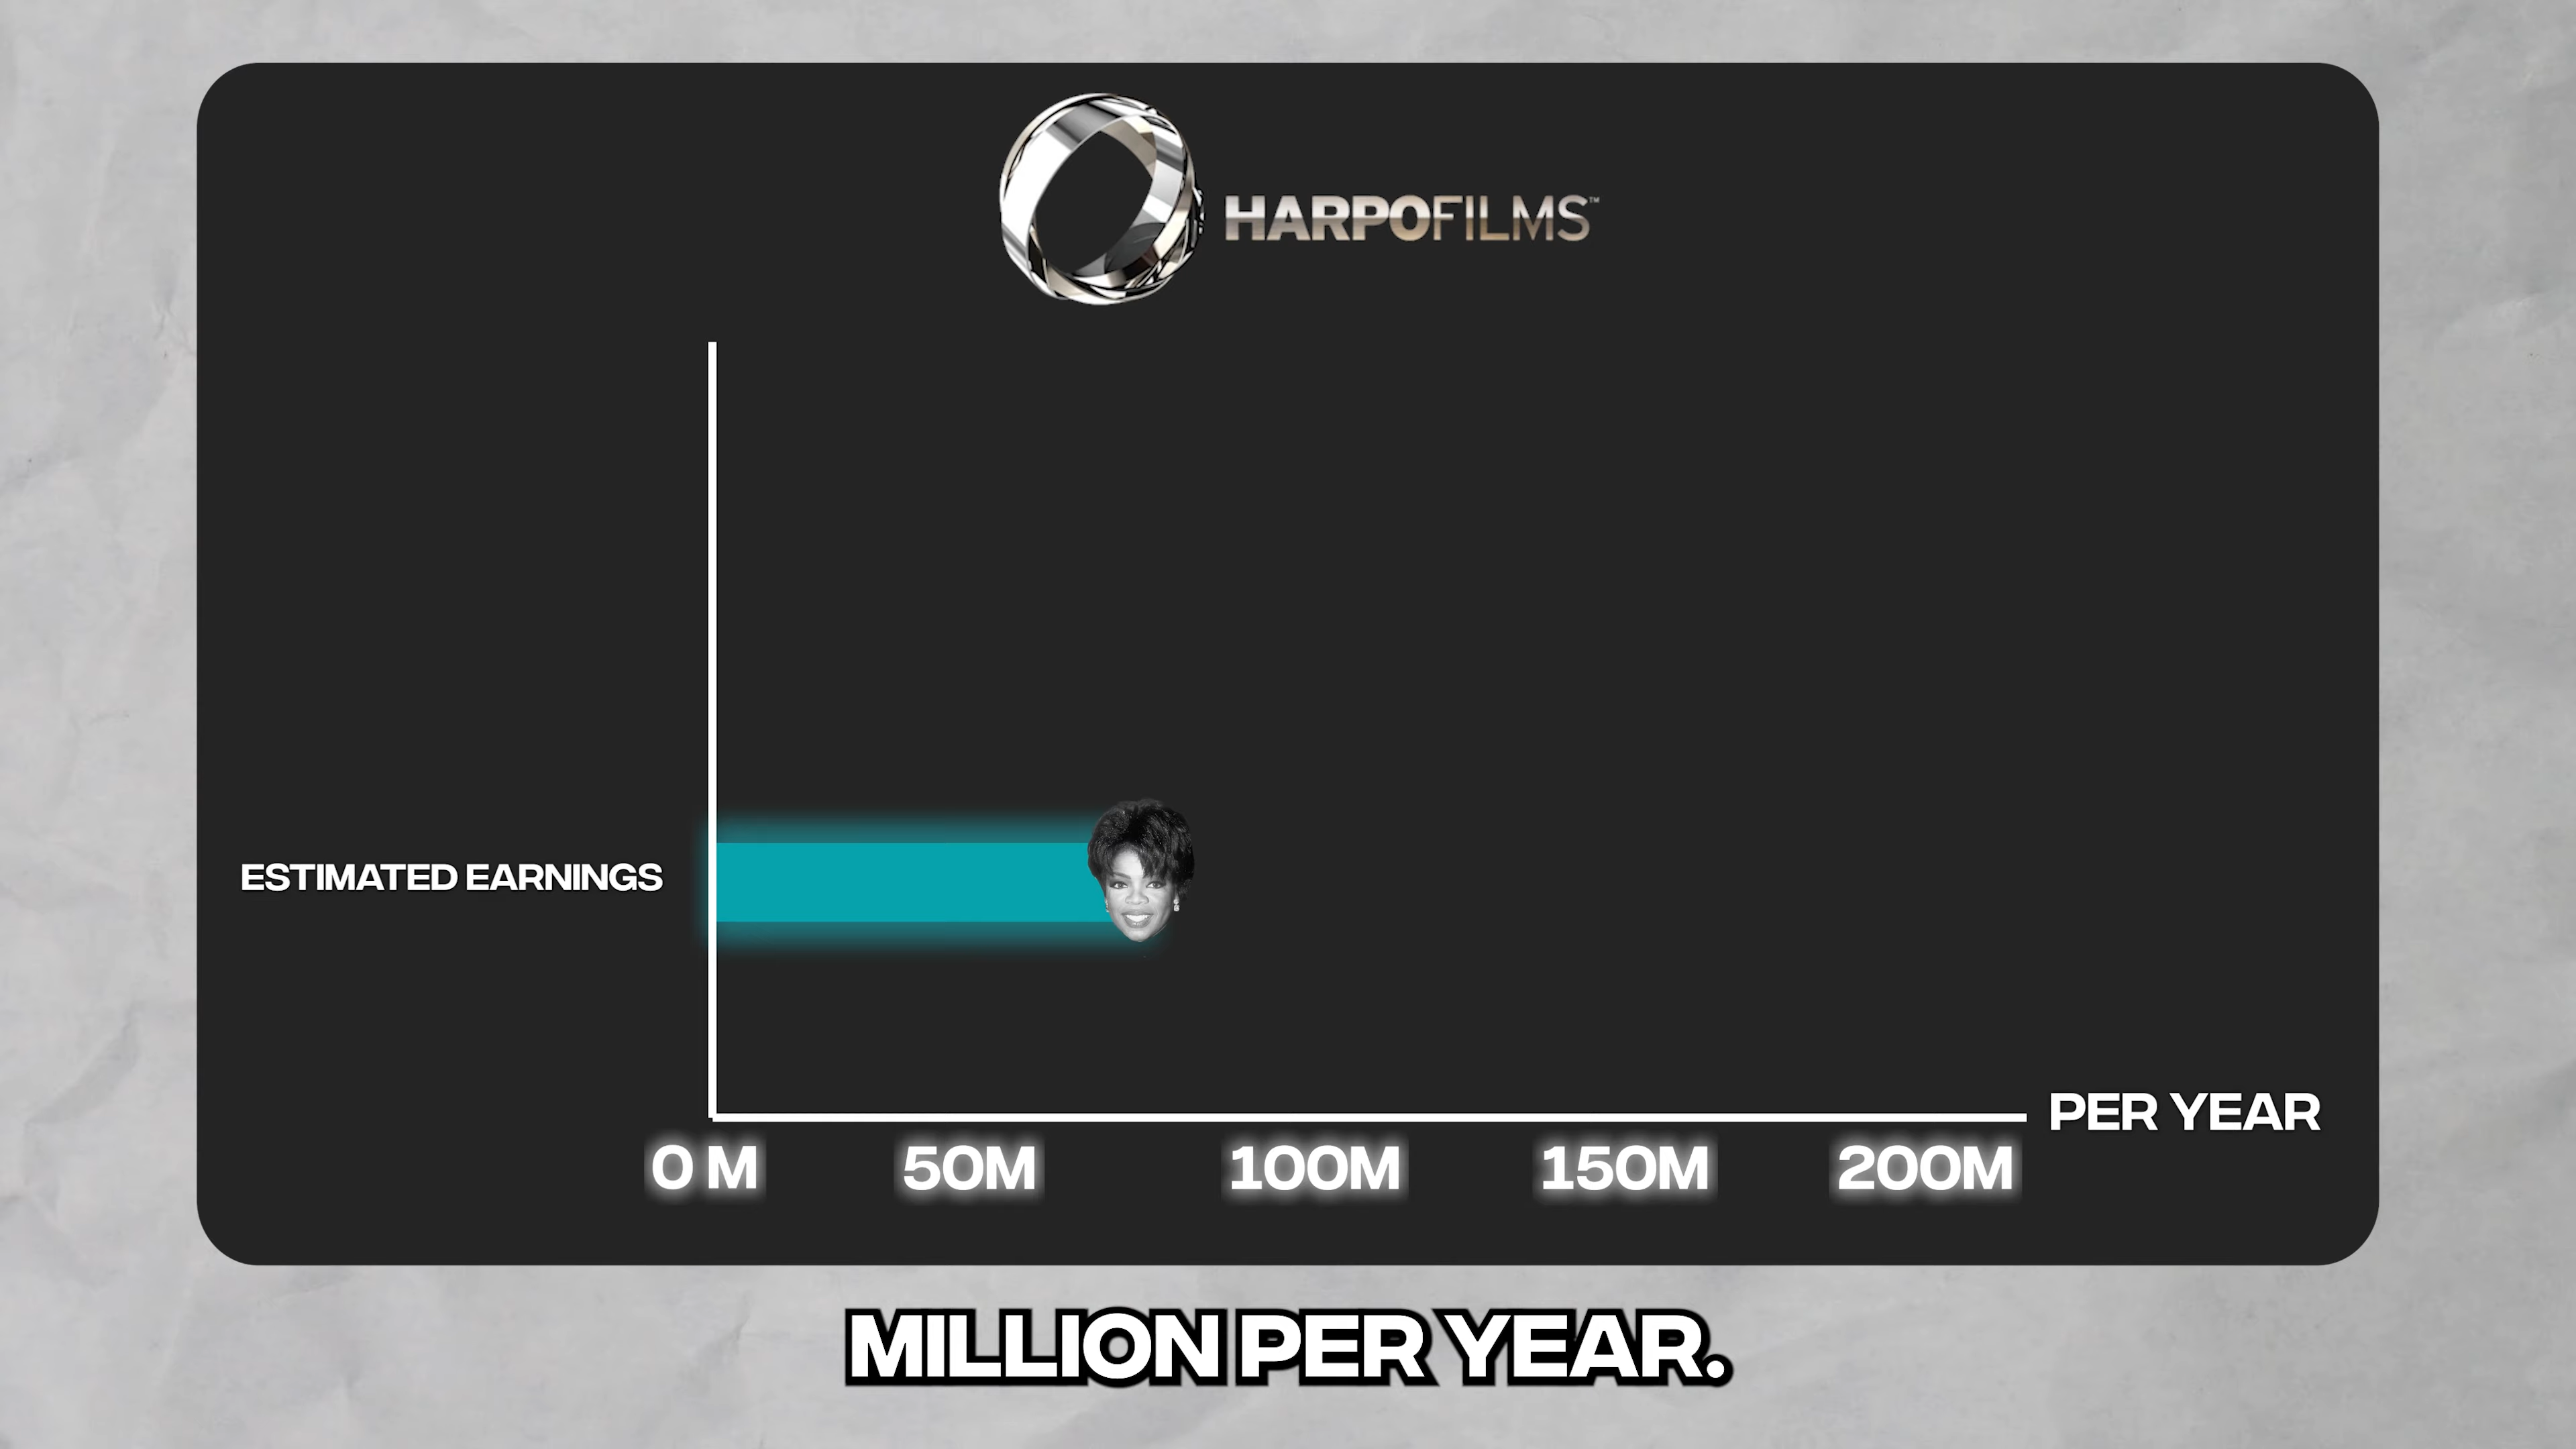 HARPOFILMS™
ESTIMATED EARNINGS
PER YEAR
0 M 50M 100M 150M 200M
MILLION PER YEAR.